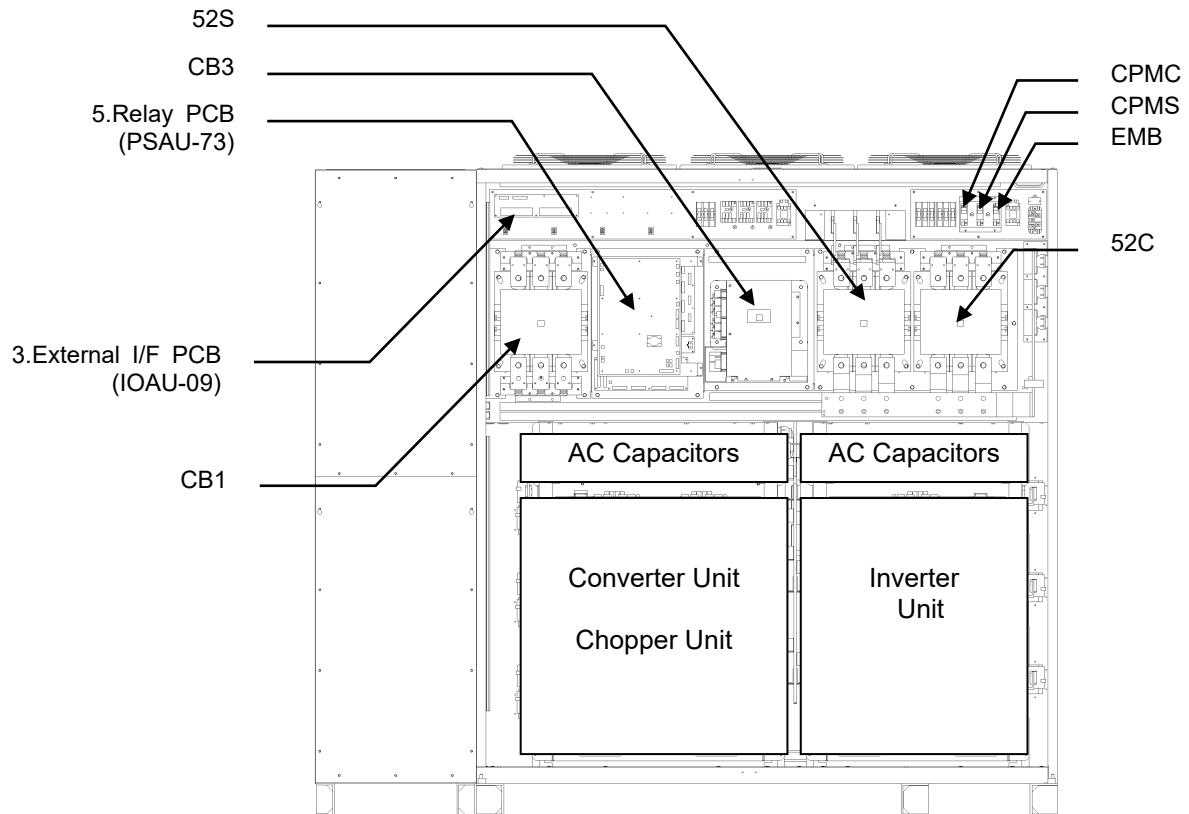 52S
CB3
5.Relay PCB
(PSAU-73)
3.External I/F PCB
(IOAU-09)
CB1
CPMC
CPMS
EMB
52C
AC Capacitors
AC Capacitors
Converter Unit
Chopper Unit
Inverter
Unit